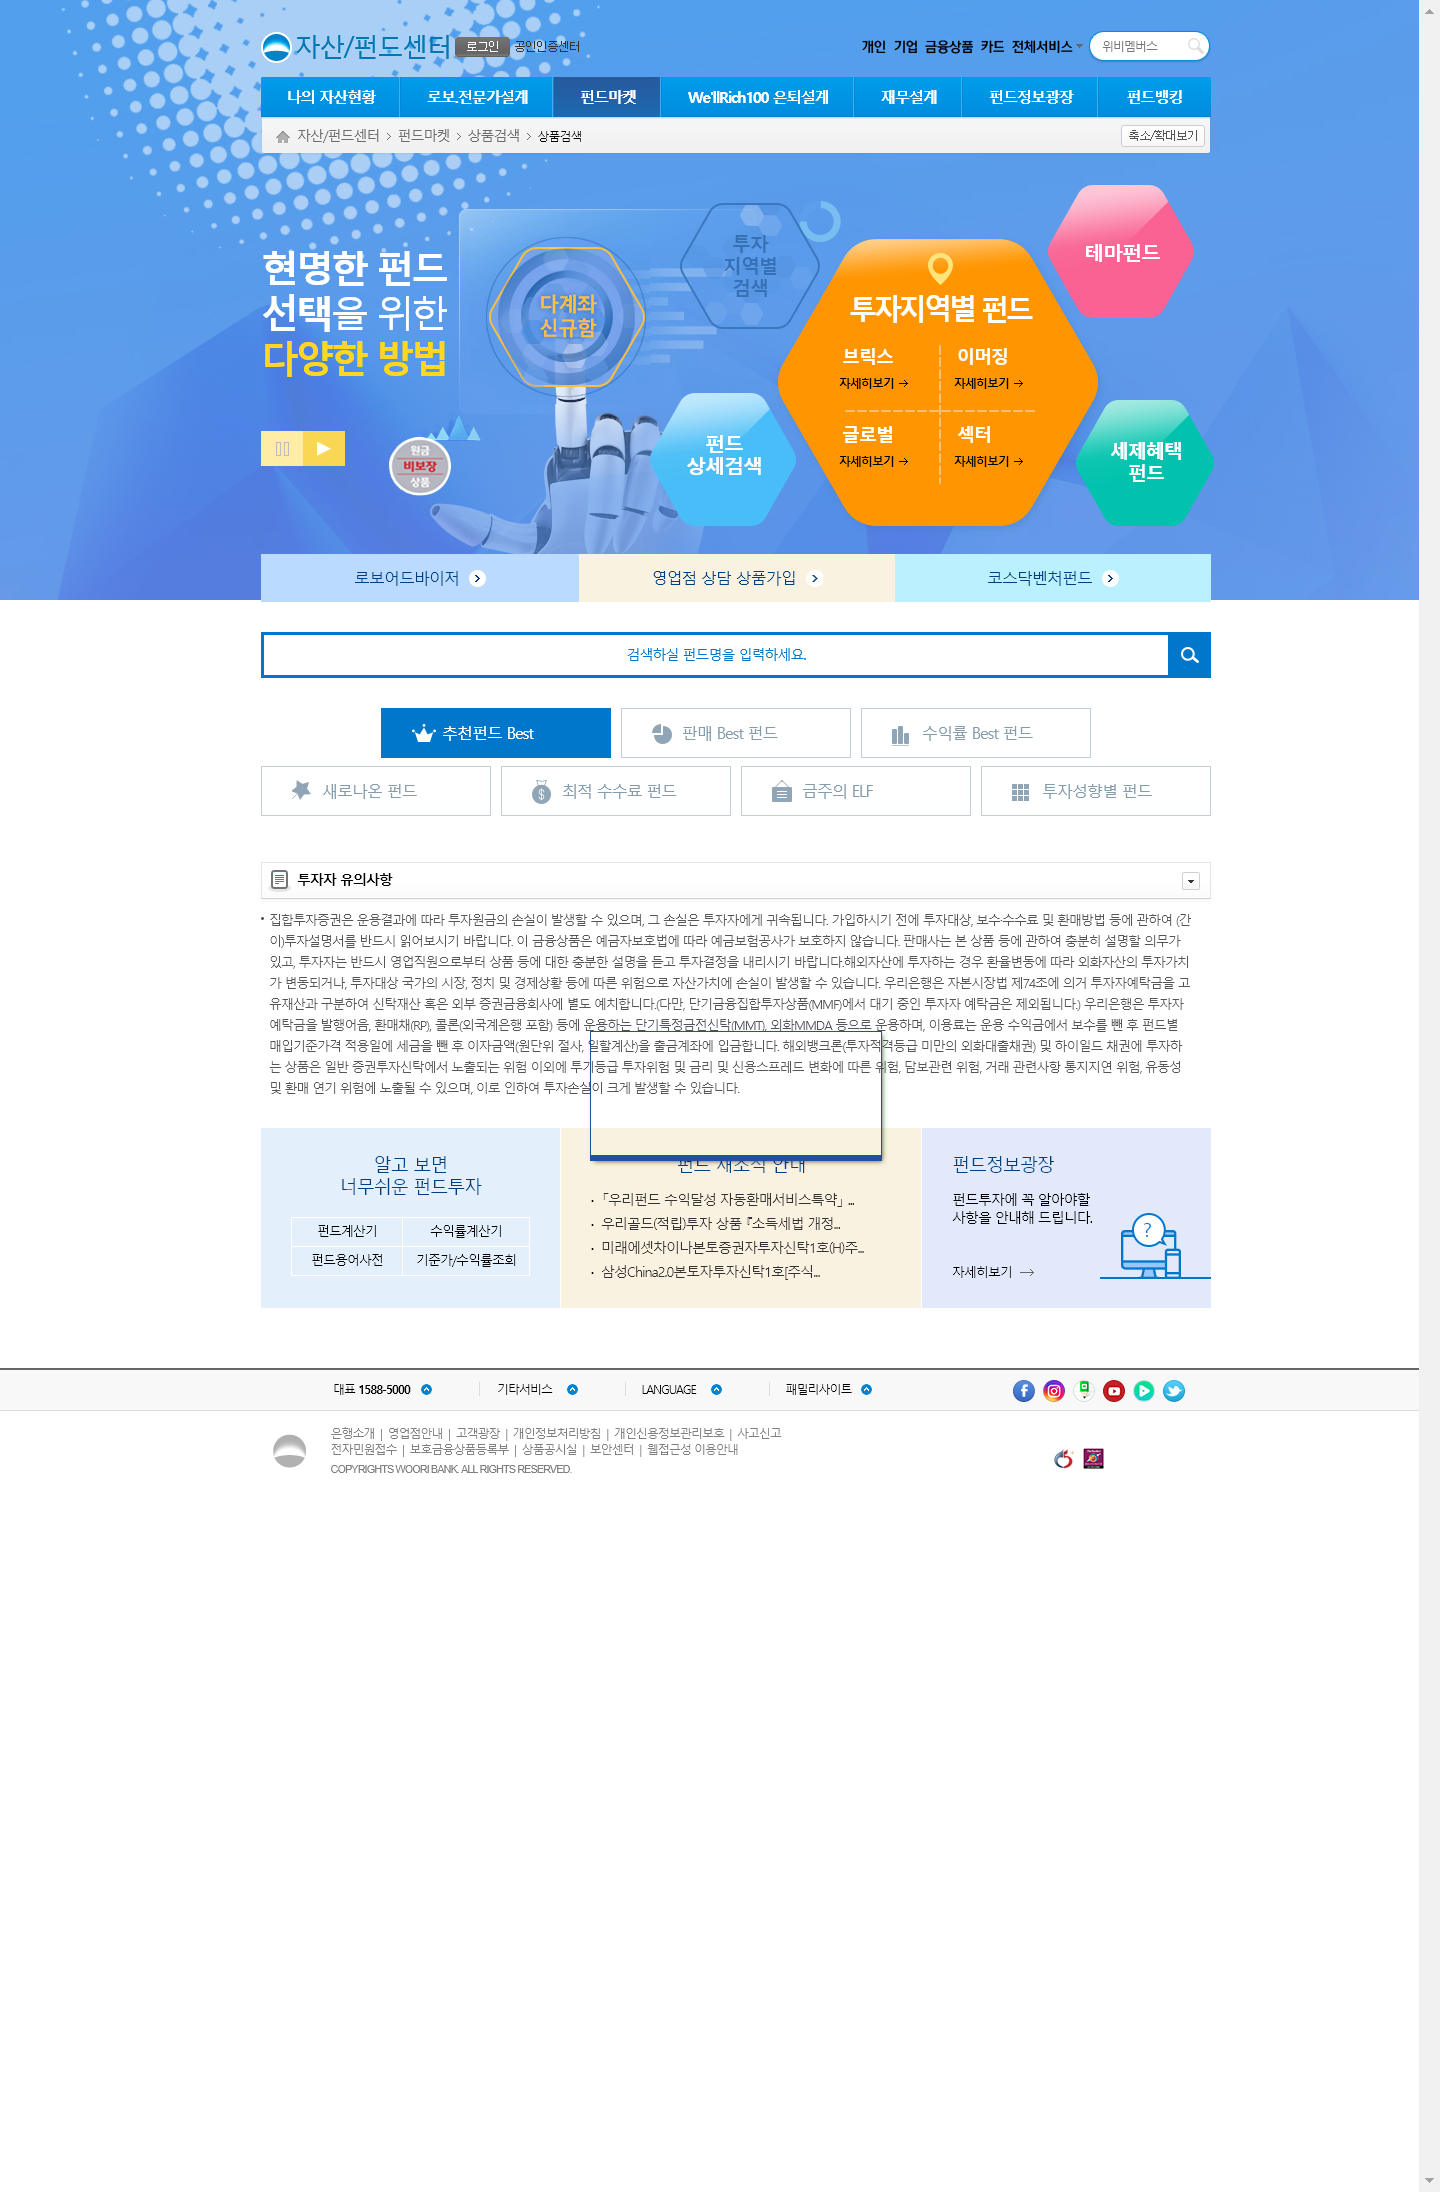 자산/펀드센터 로그인 공인인증센터
개인 기업 금융상품 카드 전체서비스 위비멤버스
나의 자산현황 로보.전문가설계 펀드마켓 We'llRich100 은퇴설계 재무설계 펀드정보광장 펀드뱅킹
자산/펀드센터 > 펀드마켓 > 상품검색 > 상품검색
축소/확대보기
현명한 펀드
선택을 위한
다양한 방법
원금
비보장
상품
다계좌
신규함
투자
지역별
검색
펀드
상세검색
투자지역별 펀드
브릭스 이머징
자세히보기 → 자세히보기 →
글로벌 섹터
자세히보기 → 자세히보기 →
테마펀드
세제혜택
펀드
로보어드바이저
영업점 상담 상품가입
코스닥벤처펀드
검색하실 펀드명을 입력하세요.
추천펀드 Best
판매 Best 펀드
수익률 Best 펀드
새로나온 펀드
최적 수수료 펀드
금주의 ELF
투자성향별 펀드
투자자 유의사항
• 집합투자증권은 운용결과에 따라 투자원금의 손실이 발생할 수 있으며, 그 손실은 투자자에게 귀속됩니다. 가입하시기 전에 투자대상, 보수·수수료 및 환매방법 등에 관하여 (간
이)투자설명서를 반드시 읽어보시기 바랍니다. 이 금융상품은 예금자보호법에 따라 예금보험공사가 보호하지 않습니다. 판매사는 본 상품 등에 관하여 충분히 설명할 의무가
있고, 투자자는 반드시 영업직원으로부터 상품 등에 대한 충분한 설명을 듣고 투자결정을 내리시기 바랍니다.해외자산에 투자하는 경우 환율변동에 따라 외화자산의 투자가치
가 변동되거나, 투자대상 국가의 시장, 정치 및 경제상황 등에 따른 위험으로 자산가치에 손실이 발생할 수 있습니다. 우리은행은 자본시장법 제74조에 의거 투자자예탁금을 고
유재산과 구분하여 신탁재산 혹은 외부 증권금융회사에 별도 예치합니다.(다만, 단기금융집합투자상품(MMF)에서 대기 중인 투자자 예탁금은 제외됩니다.) 우리은행은 투자자
예탁금을 발행어음, 환매채(RP), 콜론(외국계은행 포함) 등에 운용하는 단기특정금전신탁(MMT), 외화MMDA 등으로 운용하며, 이용료는 운용 수익금에서 보수를 뺀 후 펀드별
매입기준가격 적용일에 세금을 뺀 후 이자금액(원단위 절사, 일할계산)을 출금계좌에 입금합니다. 해외뱅크론(투자적격등급 미만의 외화대출채권) 및 하이일드 채권에 투자하
는 상품은 일반 증권투자신탁에서 노출되는 위험 이외에 투기등급 투자위험 및 금리 및 신용스프레드 변화에 따른 위험, 담보관련 위험, 거래 관련사항 통지지연 위험, 유동성
및 환매 연기 위험에 노출될 수 있으며, 이로 인하여 투자손실이 크게 발생할 수 있습니다.
알고 보면
너무쉬운 펀드투자
펀드계산기 수익률계산기
펀드용어사전 기준가/수익률조회
펀드 새소식 안내
· 「우리펀드 수익달성 자동환매서비스특약」...
· 우리골드(적립)투자 상품 『소득세법 개정...
· 미래에셋차이나본토증권자투자신탁1호(H)주...
· 삼성China2.0본토자투자신탁1호[주식...
펀드정보광장
펀드투자에 꼭 알아야할
사항을 안내해 드립니다.
자세히보기 →
?
대표 1588-5000 기타서비스 LANGUAGE 패밀리사이트
은행소개 | 영업점안내 | 고객광장 | 개인정보처리방침 | 개인신용정보관리보호 | 사고신고
전자민원접수 | 보호금융상품등록부 | 상품공시실 | 보안센터 | 웹접근성 이용안내
COPYRIGHTS WOORI BANK. ALL RIGHTS RESERVED.